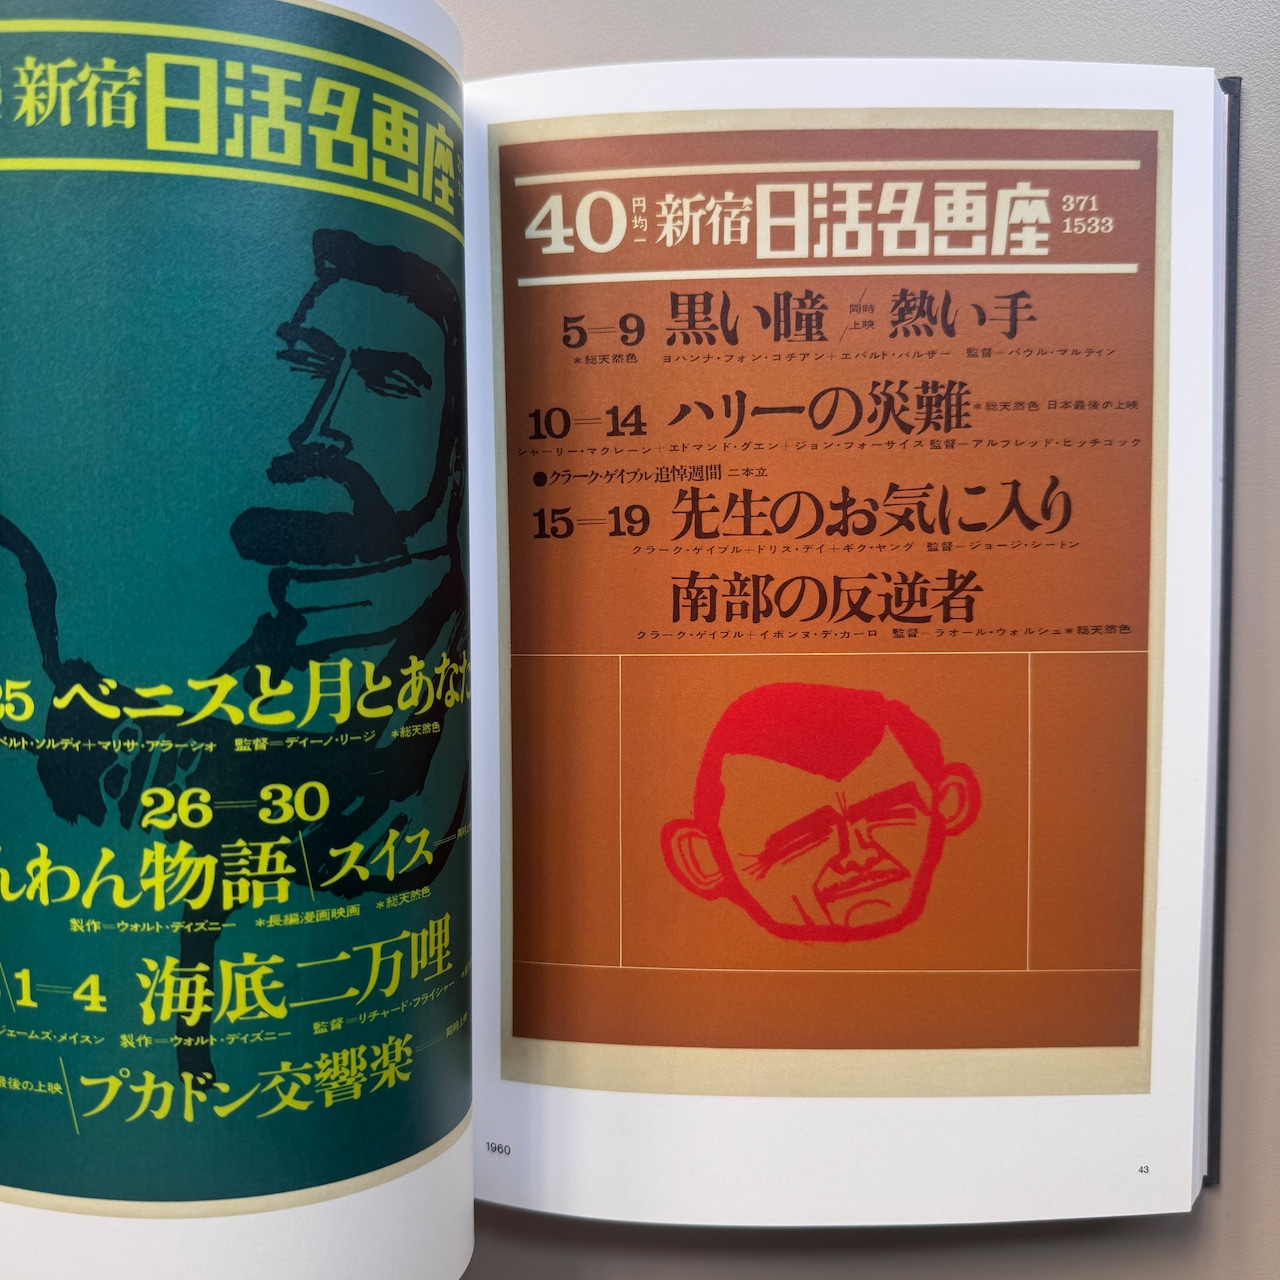 新宿日活名画座
25 ベニスと月とあなた
ベルト・ソルディ+マリサ・アラーシォ 監督=ディーノ・リージ *総天然色
26=30
んわん物語 スイス
製作=ウォルト・ディズニー *長編漫画映画 *総天然色
1=4 海底二万哩
ジェームズ・メイスン 製作=ウォルト・ディズニー 監督=リチャード・フライシャー
最後の上映 プカドン交響楽 同時上映
40円均一 新宿日活名画座 371 1533
5=9 黒い瞳 同時上映 熱い手
*総天然色 ヨハンナ・フォン・コチアン+エバルト・バルザー 監督=パウル・マルティン
10=14 ハリーの災難 *総天然色 日本最後の上映
シャーリー・マクレーン+エドマンド・グエン+ジョン・フォーサイス 監督=アルフレッド・ヒッチコック
●クラーク・ゲイブル追悼週間 二本立
15=19 先生のお気に入り
クラーク・ゲイブル+ドリス・デイ+ギク・ヤング 監督=ジョージ・シートン
南部の反逆者
クラーク・ゲイブル+イボンヌ・デ・カーロ 監督=ラオール・ウォルシュ*総天然色
1960
43